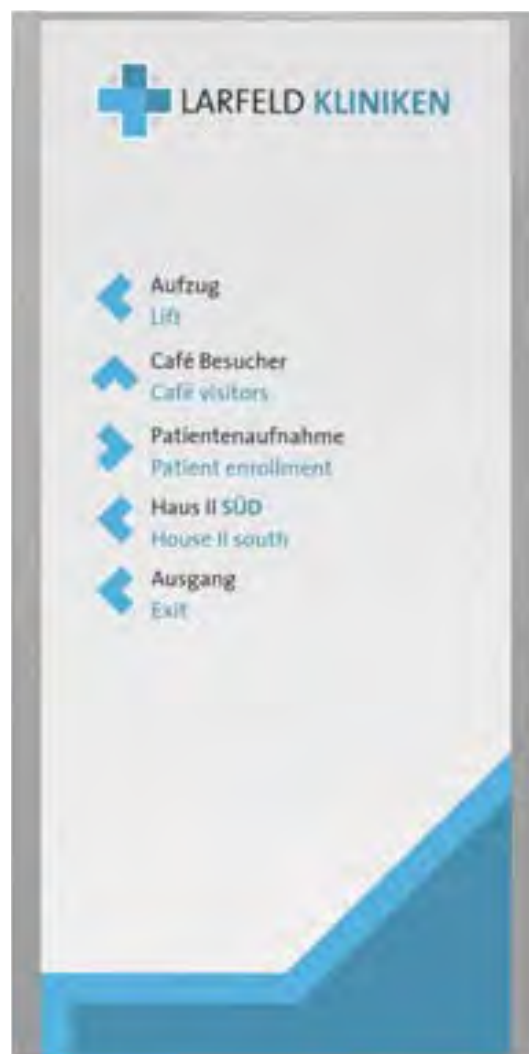 LARFELD KLINIKEN
Aufzug
Lift
Café Besucher
Café visitors
Patientenaufnahme
Patient enrollment
Haus II SÜD
House II south
Ausgang
Exit